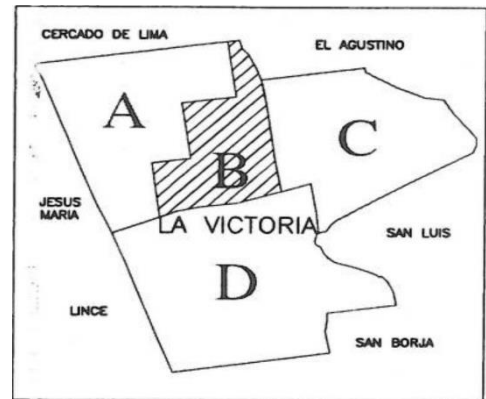 CERCADO DE LIMA
EL AGUSTINO
A
C
B
JESUS
MARIA
LA VICTORIA
SAN LUIS
D
LINCE
SAN BORJA